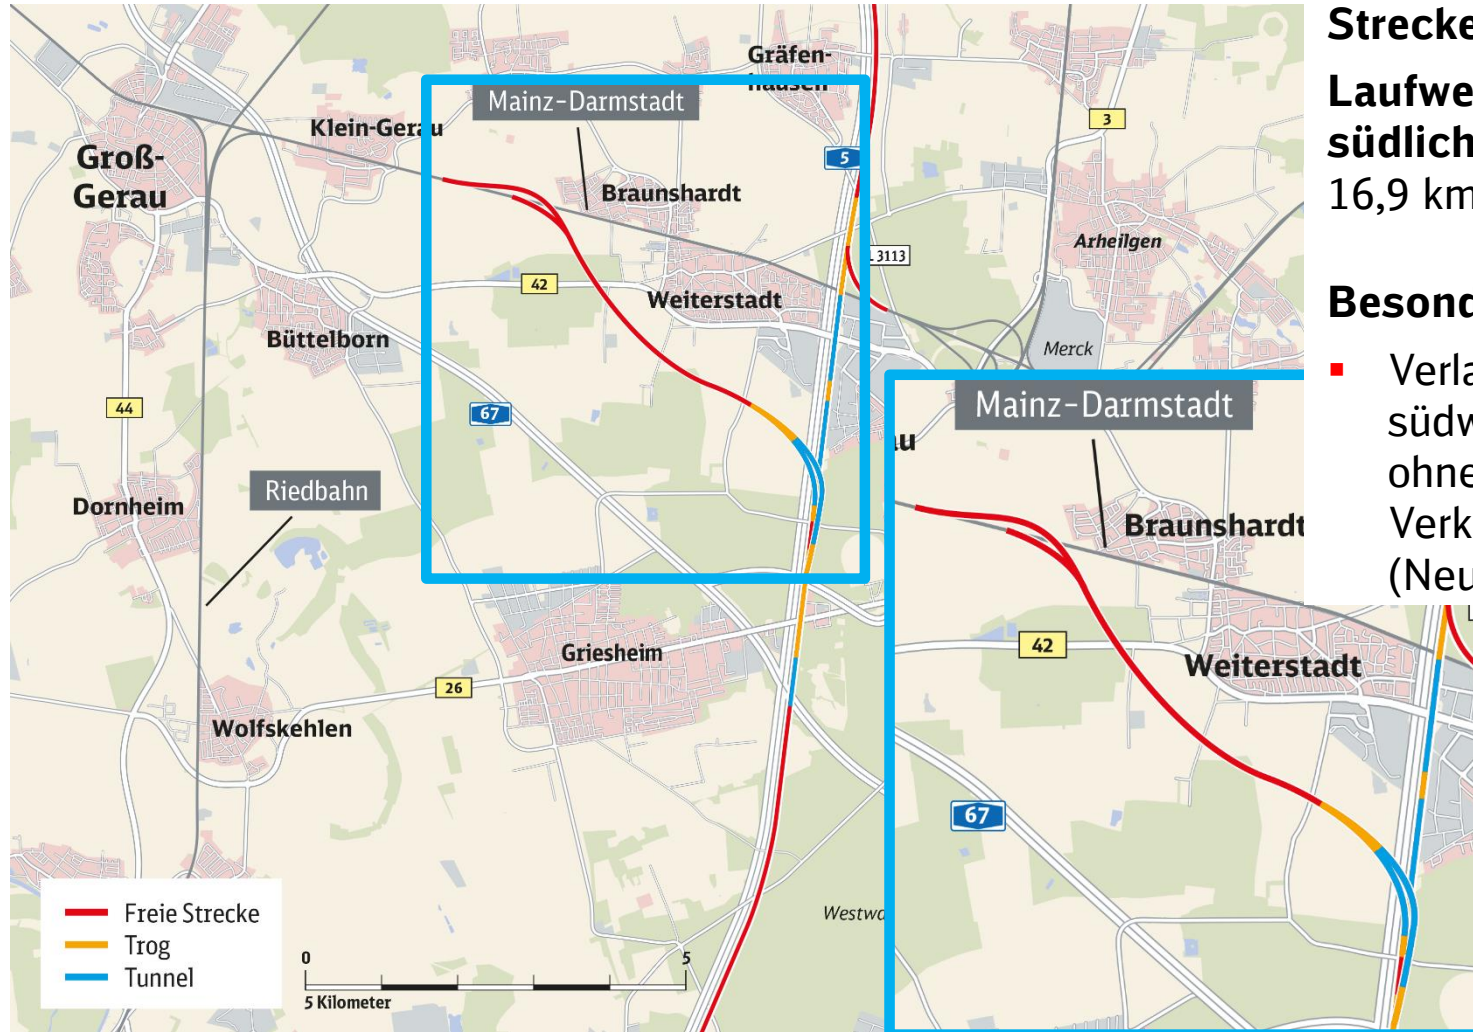 Gräfen-
hausen
Mainz-Darmstadt
Klein-Gerau
3
5
Groß-
Gerau
Braunshardt
Arheilgen
L 3113
42
Weiterstadt
Büttelborn
Merck
44
67
Riedbahn
Dornheim
Griesheim
26
Wolfskehlen
Westwa
Freie Strecke
Trog
Tunnel
0
5
5 Kilometer
Mainz-Darmstadt
au
Braunshardt
42
Weiterstadt
67
Strecke
Laufwe
südlich
16,9 km
Besond
▪ Verla
südw
ohne
Verk
(Neu